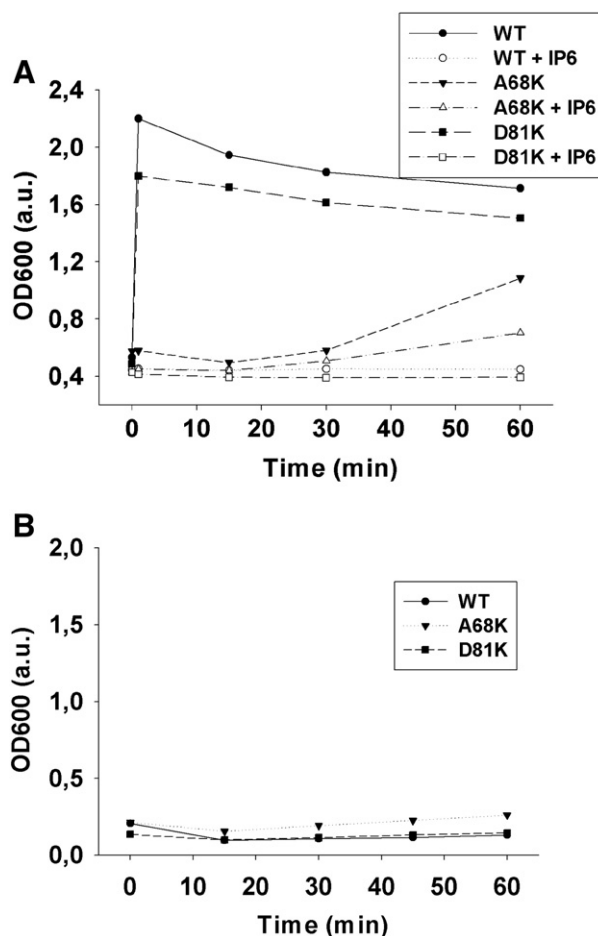 WT
WT + IP6
A68K
A68K + IP6
D81K
D81K + IP6
A
2,4
2,0
1,6
1,2
0,8
0,4
OD600 (a.u.)
0 10 20 30 40 50 60
Time (min)
B
2,0
1,5
1,0
0,5
0,0
OD600 (a.u.)
WT
A68K
D81K
0 10 20 30 40 50 60
Time (min)